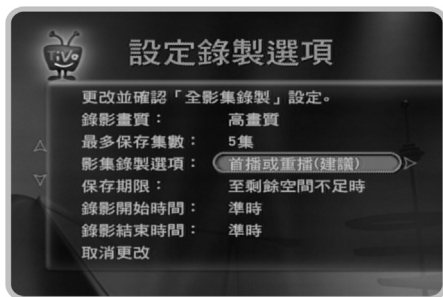 TiVo
設定錄製選項
更改並確認「全影集錄製」設定。
錄影畫質： 高畫質
最多保存集數： 5集
影集錄製選項： 首播或重播(建議)
保存期限： 至剩餘空間不足時
錄影開始時間： 準時
錄影結束時間： 準時
取消更改